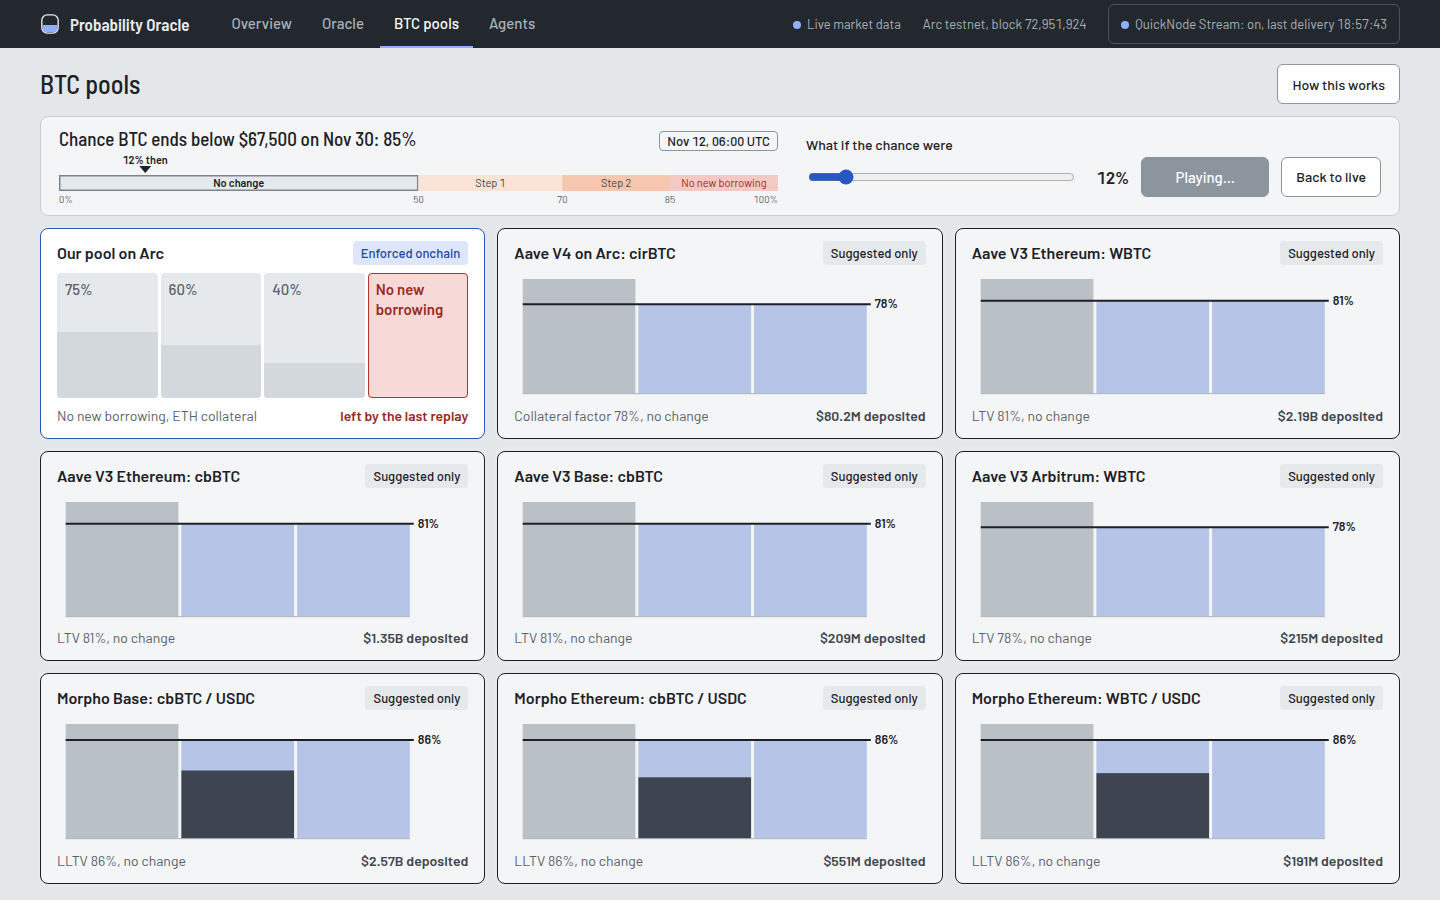 Probability Oracle
Overview
Oracle
BTC pools
Agents
Live market data
Arc testnet, block 72,951,924
QuickNode Stream: on, last delivery 18:57:43
BTC pools
How this works
Chance BTC ends below $67,500 on Nov 30: 85%
Nov 12, 06:00 UTC
12% then
No change
Step 1
Step 2
No new borrowing
0%
50
70
85
100%
What if the chance were
12%
Playing...
Back to live
Our pool on Arc
Enforced onchain
75%
60%
40%
No new
borrowing
No new borrowing, ETH collateral
left by the last replay
Aave V4 on Arc: cirBTC
Suggested only
78%
Collateral factor 78%, no change
$80.2M deposited
Aave V3 Ethereum: WBTC
Suggested only
81%
LTV 81%, no change
$2.19B deposited
Aave V3 Ethereum: cbBTC
Suggested only
81%
LTV 81%, no change
$1.35B deposited
Aave V3 Base: cbBTC
Suggested only
81%
LTV 81%, no change
$209M deposited
Aave V3 Arbitrum: WBTC
Suggested only
78%
LTV 78%, no change
$215M deposited
Morpho Base: cbBTC / USDC
Suggested only
86%
LLTV 86%, no change
$2.57B deposited
Morpho Ethereum: cbBTC / USDC
Suggested only
86%
LLTV 86%, no change
$551M deposited
Morpho Ethereum: WBTC / USDC
Suggested only
86%
LLTV 86%, no change
$191M deposited